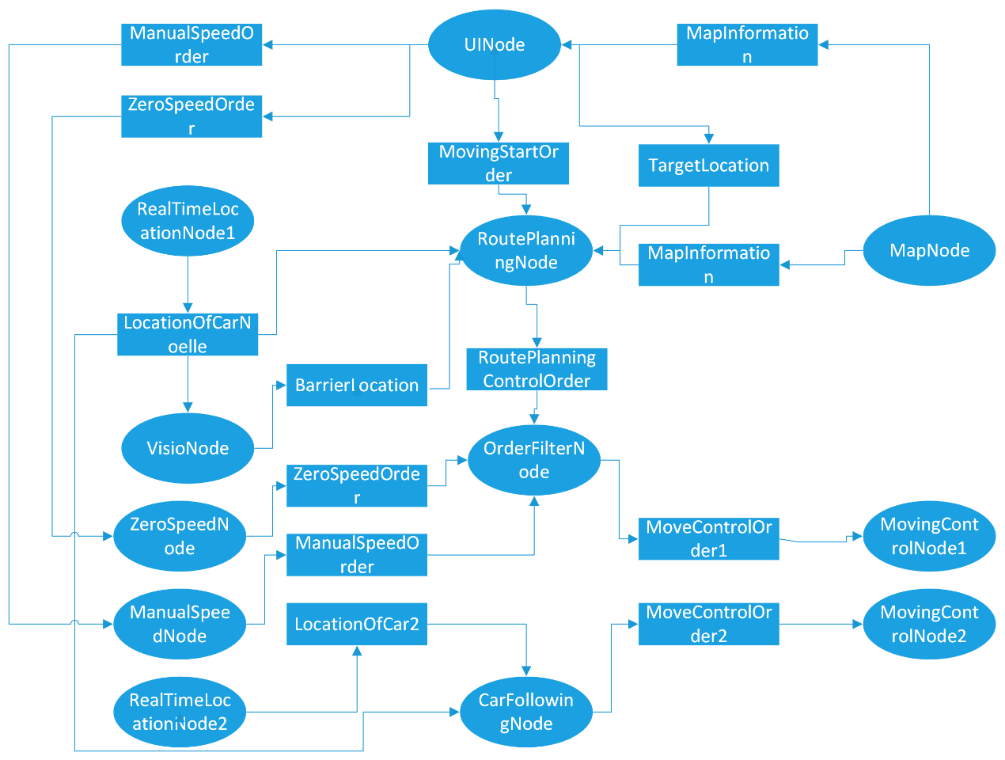 ManualSpeedO
rder
UINode
MapInformatio
n
ZeroSpeedOrde
r
MovingStartOr
der
TargetLocation
RealTimeLoc
ationNode1
RoutePlanni
ngNode
MapInformatio
n
MapNode
LocationOfCarN
oelle
RoutePlanning
ControlOrder
BarrierLocation
VisioNode
OrderFilterN
ode
ZeroSpeedOrde
r
ZeroSpeedN
ode
ManualSpeedO
rder
MoveControlOr
der1
MovingCont
rolNode1
ManualSpee
dNode
LocationOfCar2
MoveControlOr
der2
MovingCont
rolNode2
RealTimeLoc
ationNode2
CarFollowin
gNode